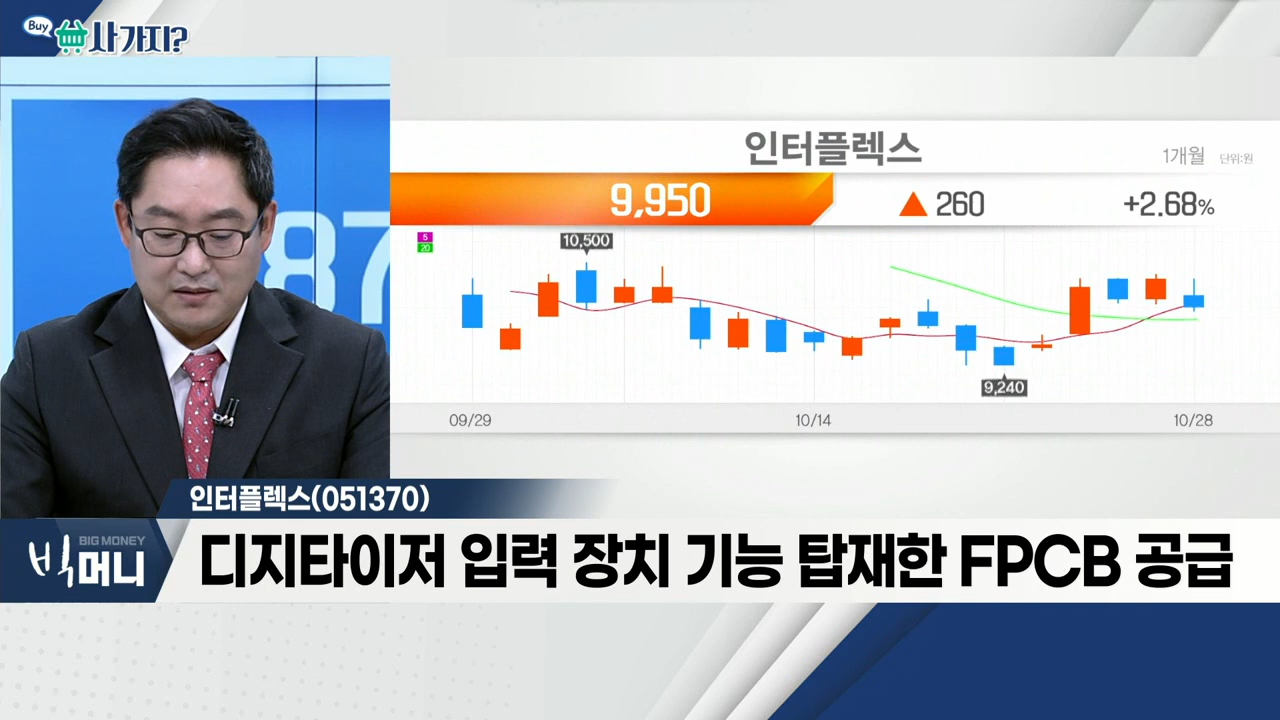 Buy
사 가지?
87
인터플렉스
1개월 단위:원
9,950 ▲ 260 +2.68%
5
20
10,500
9,240
09/29 10/14 10/28
인터플렉스(051370)
BIG MONEY
빅머니
디지타이저 입력 장치 기능 탑재한 FPCB 공급